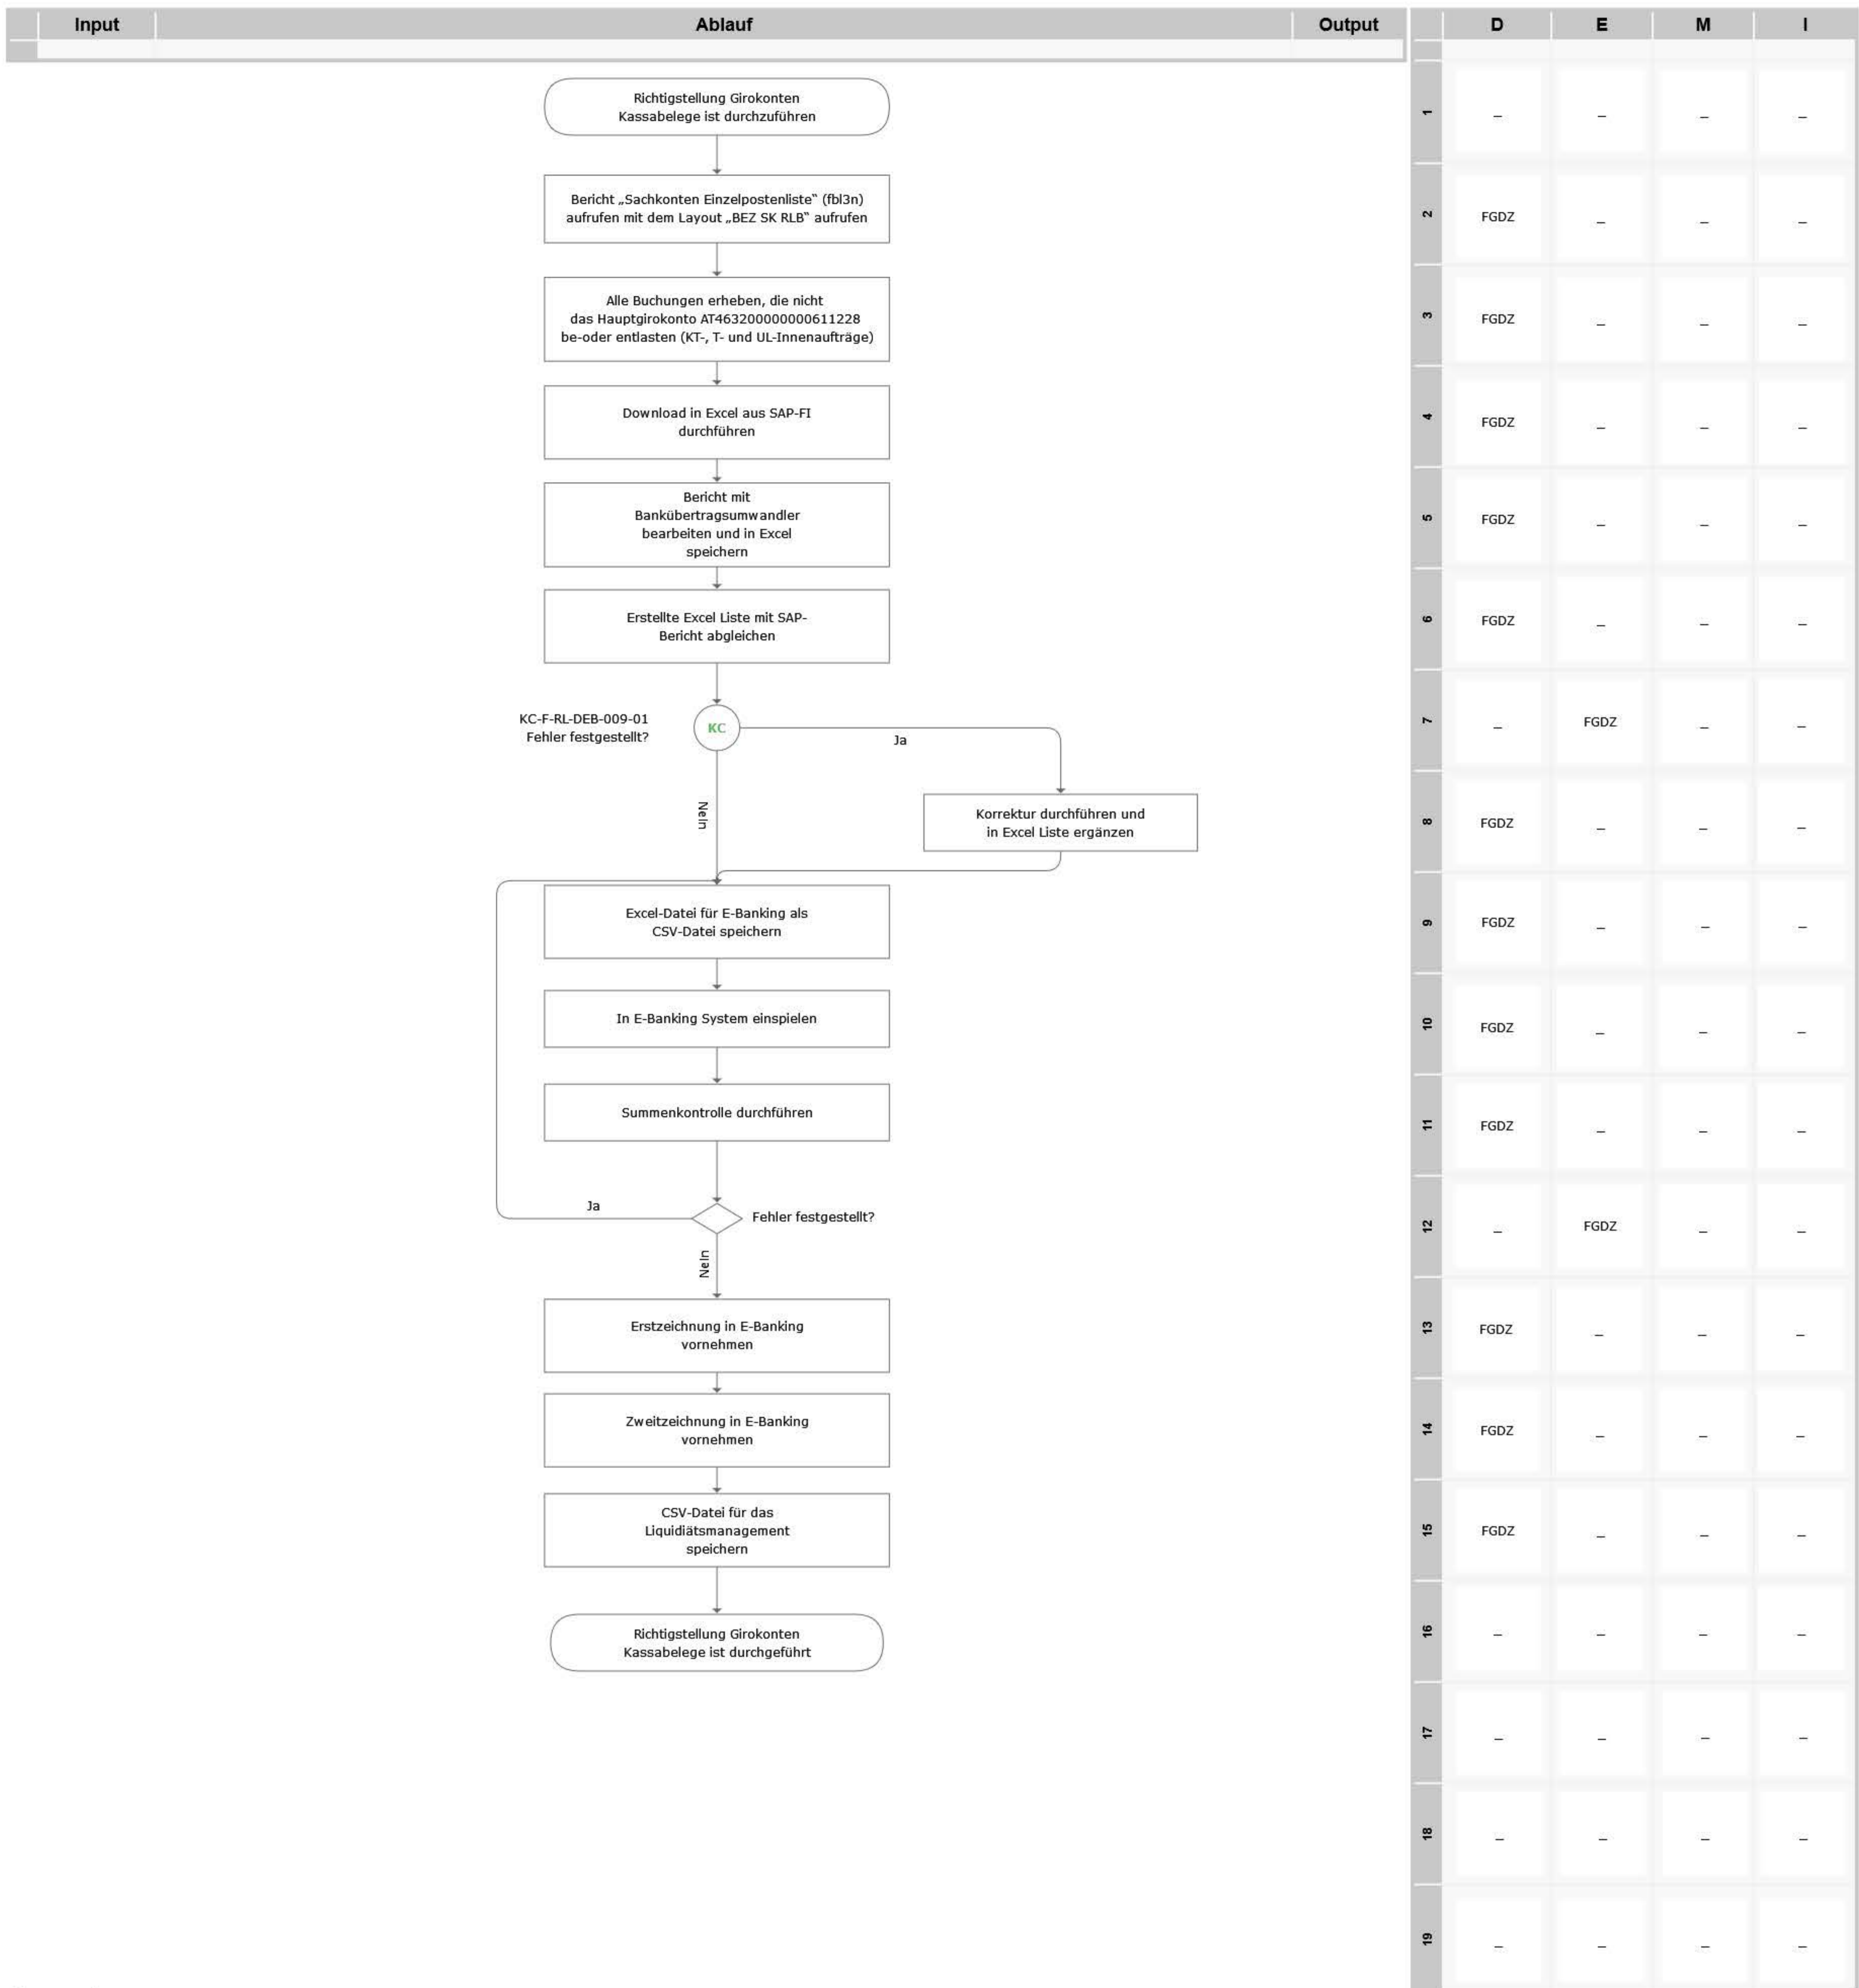 Input Ablauf Output D E M I
Richtigstellung Girokonten
Kassabelege ist durchzuführen
1 – – – –
Bericht „Sachkonten Einzelpostenliste“ (fbl3n)
aufrufen mit dem Layout „BEZ SK RLB“ aufrufen
2 FGDZ – – –
Alle Buchungen erheben, die nicht
das Hauptgirokonto AT463200000000611228
be-oder entlasten (KT-, T- und UL-Innenaufträge)
3 FGDZ – – –
Download in Excel aus SAP-FI
durchführen
4 FGDZ – – –
Bericht mit
Bankübertragsumwandler
bearbeiten und in Excel
speichern
5 FGDZ – – –
Erstellte Excel Liste mit SAP-
Bericht abgleichen
6 FGDZ – – –
KC-F-RL-DEB-009-01
Fehler festgestellt?
KC
Ja
7 – FGDZ – –
Nein
Korrektur durchführen und
in Excel Liste ergänzen
8 FGDZ – – –
Excel-Datei für E-Banking als
CSV-Datei speichern
9 FGDZ – – –
In E-Banking System einspielen
10 FGDZ – – –
Summenkontrolle durchführen
11 FGDZ – – –
Ja
Fehler festgestellt?
12 – FGDZ – –
Nein
Erstzeichnung in E-Banking
vornehmen
13 FGDZ – – –
Zweitzeichnung in E-Banking
vornehmen
14 FGDZ – – –
CSV-Datei für das
Liquidiätsmanagement
speichern
15 FGDZ – – –
Richtigstellung Girokonten
Kassabelege ist durchgeführt
16 – – – –
17 – – – –
18 – – – –
19 – – – –